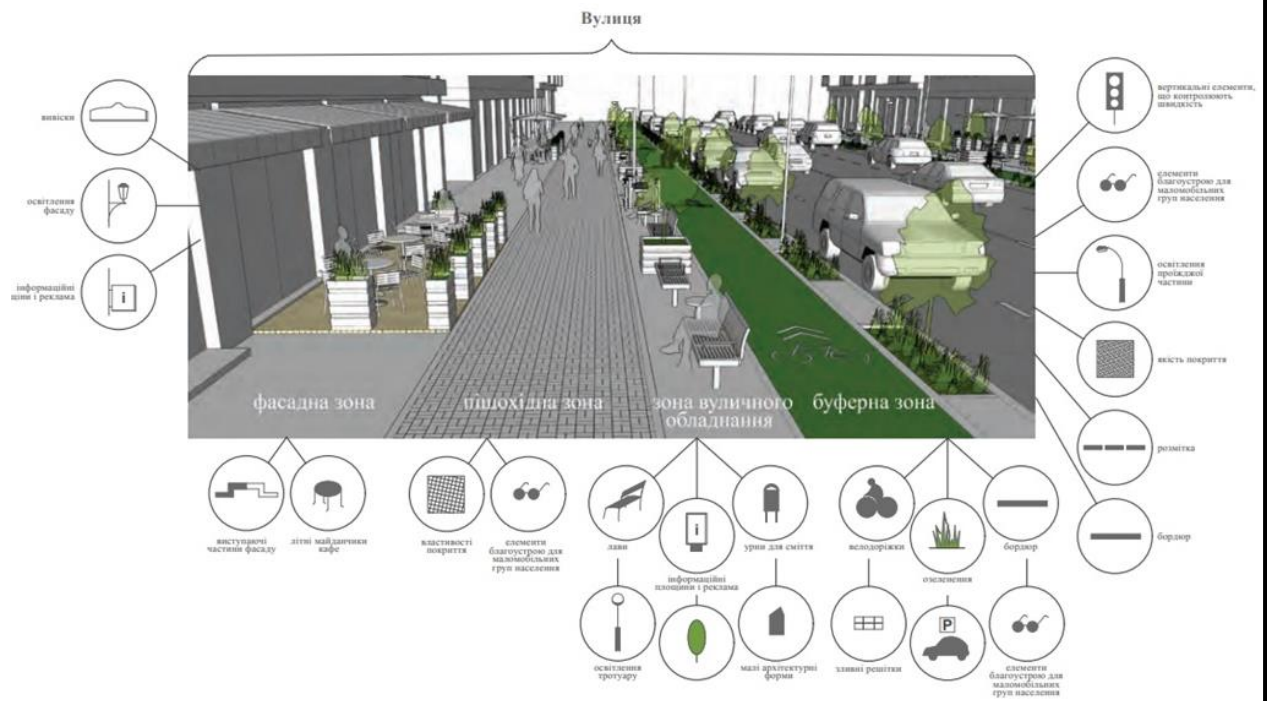 Вулиця
вивіски
освітлення
фасаду
інформаційні
ціни і реклама
вертикальні елементи,
що контролюють
швидкість
елементи
благоустрою для
маломобільних
груп населення
освітлення
проїжджої
частини
якість покриття
розмітка
бордюр
фасадна зона
пішохідна зона
зона вуличного
обладнання
буферна зона
виступаючі
частини фасаду
літні майданчики
кафе
властивості
покриття
елементи
благоустрою для
маломобільних
груп населення
лави
i
інформаційні
площини і реклама
урни для сміття
велодоріжки
озеленення
бордюр
освітлення
тротуару
малі архітектурні
форми
зливні решітки
P
елементи
благоустрою для
маломобільних
груп населення
i